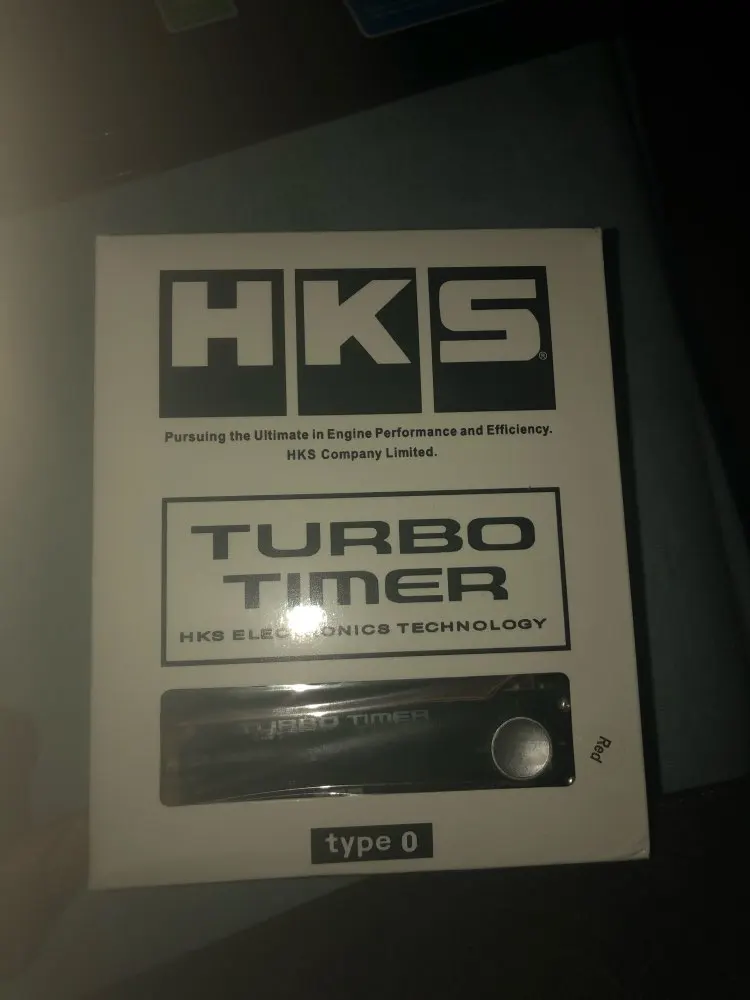 HKS®
Pursuing the Ultimate in Engine Performance and Efficiency.
HKS Company Limited.
TURBO
TIMER
HKS ELECTRONICS TECHNOLOGY
TURBO TIMER
Red
type 0